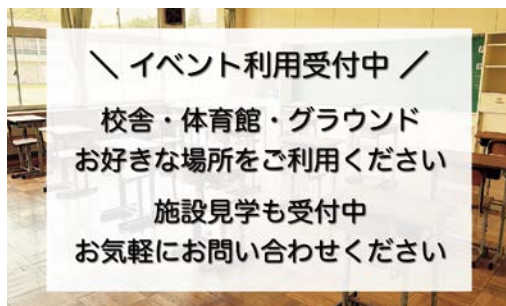 ＼ イベント利用受付中 ／
校舎・体育館・グラウンド
お好きな場所をご利用ください
施設見学も受付中
お気軽にお問い合わせください